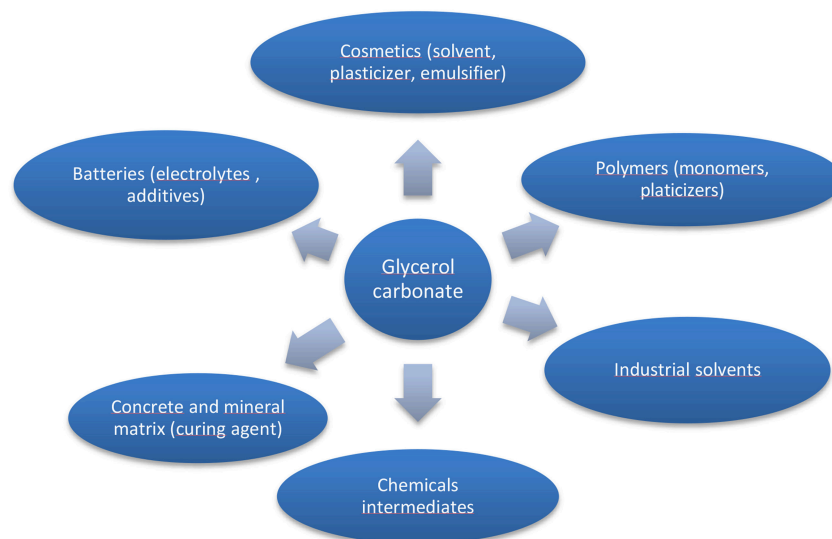 Cosmetics (solvent,
plasticizer, emulsifier)
Batteries (electrolytes ,
additives)
Polymers (monomers,
platicizers)
Glycerol
carbonate
Industrial solvents
Concrete and mineral
matrix (curing agent)
Chemicals
intermediates